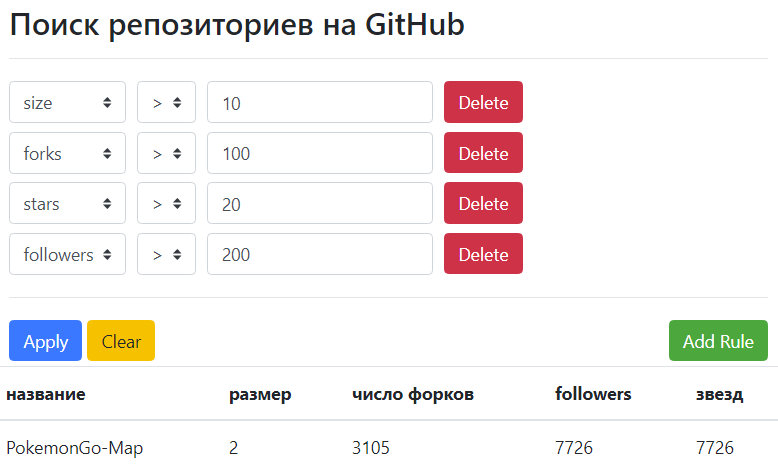 Поиск репозиториев на GitHub
size > 10 Delete
forks > 100 Delete
stars > 20 Delete
followers > 200 Delete
Apply Clear Add Rule
название размер число форков followers звезд
PokemonGo-Map 2 3105 7726 7726